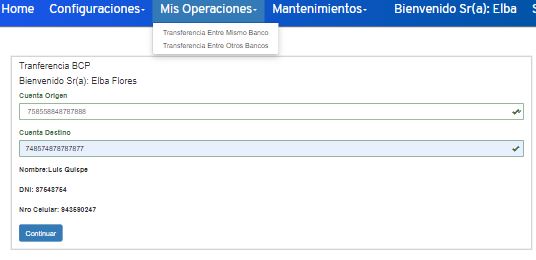 Home Configuraciones Mis Operaciones Mantenimientos Bienvenido Sr(a): Elba S
Transferencia Entre Mismo Banco
Transferencia Entre Otros Bancos
Tranferencia BCP
Bienvenido Sr(a): Elba Flores
Cuenta Origen
758558848787888
Cuenta Destino
748574878787877
Nombre:Luis Quispe
DNI: 87548754
Nro Celular: 943590247
Continuar